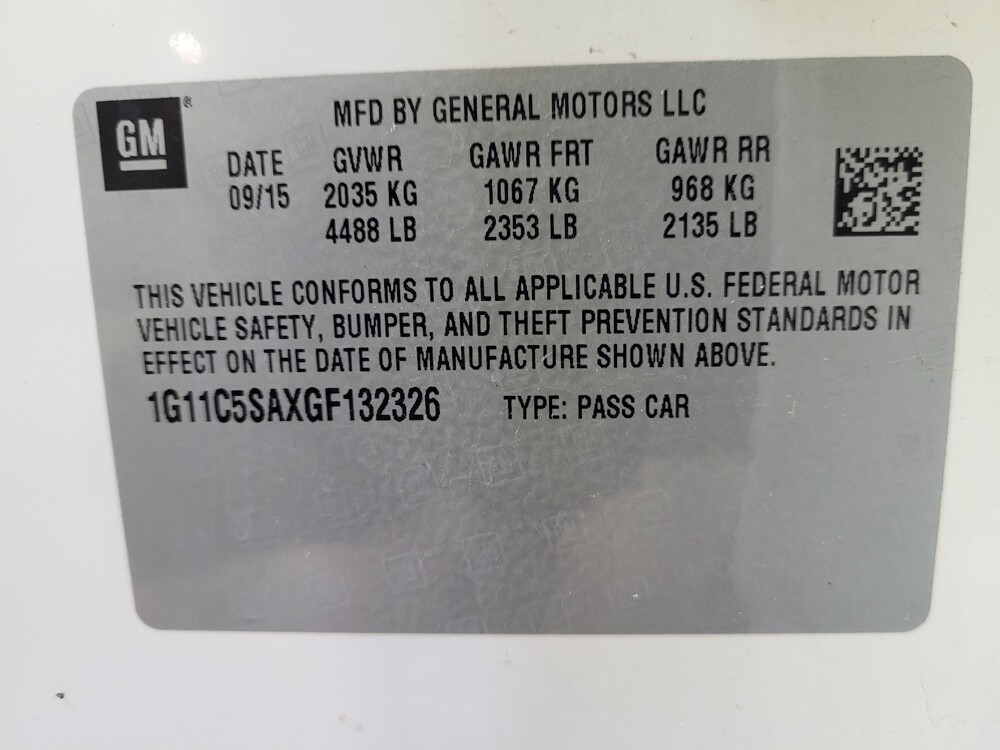 GM ®
MFD BY GENERAL MOTORS LLC
DATE GVWR GAWR FRT GAWR RR
09/15 2035 KG 1067 KG 968 KG
4488 LB 2353 LB 2135 LB
THIS VEHICLE CONFORMS TO ALL APPLICABLE U.S. FEDERAL MOTOR
VEHICLE SAFETY, BUMPER, AND THEFT PREVENTION STANDARDS IN
EFFECT ON THE DATE OF MANUFACTURE SHOWN ABOVE.
1G11C5SAXGF132326 TYPE: PASS CAR